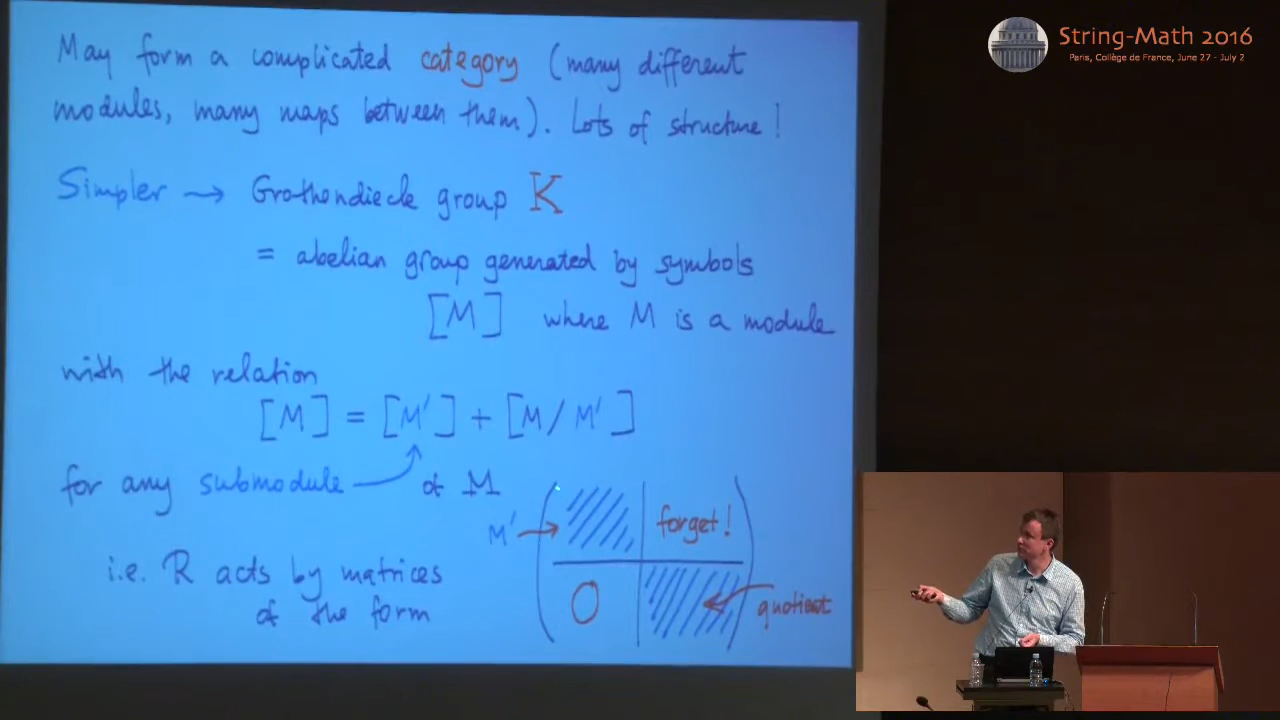 May form a complicated category (many different
modules, many maps between them). Lots of structure!
Simpler → Grothendieck group K
= abelian group generated by symbols
[M] where M is a module
with the relation
[M] = [M'] + [M/M']
for any submodule of M
M' → forget!
i.e. R acts by matrices
of the form
0 quotient
String-Math 2016
Paris, Collège de France, June 27 - July 2